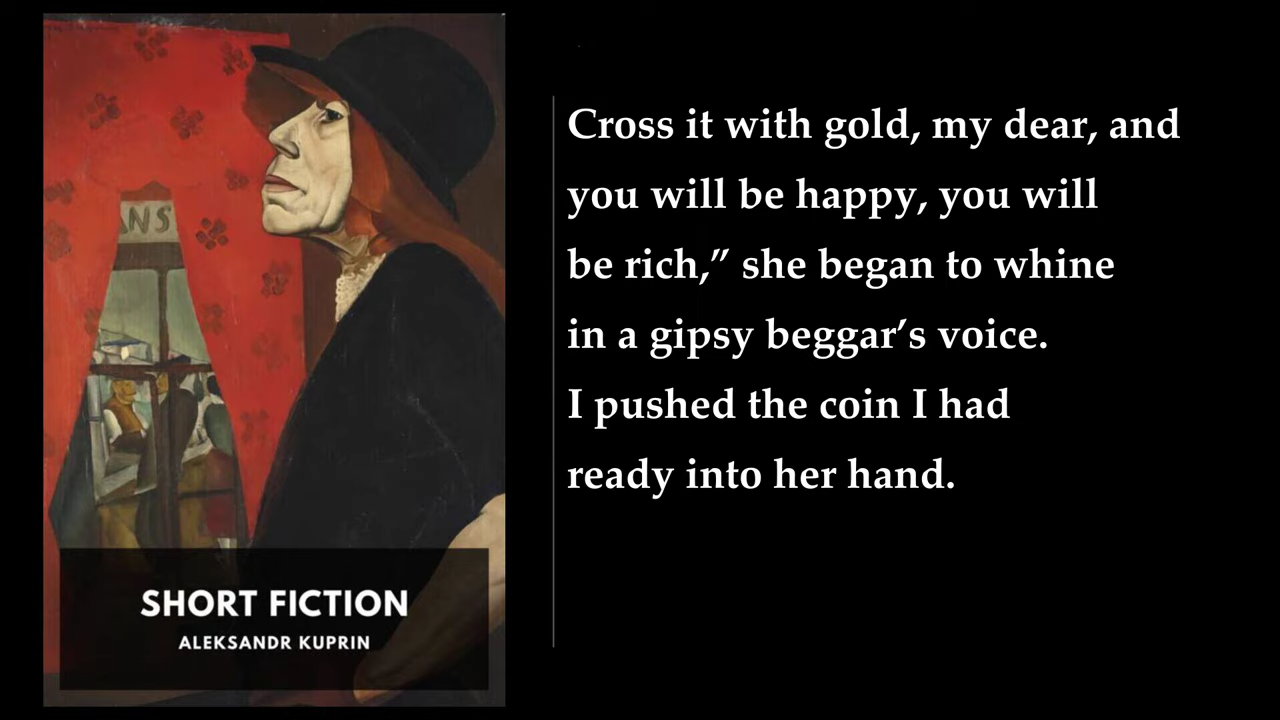 ANS
SHORT FICTION
ALEKSANDR KUPRIN
Cross it with gold, my dear, and
you will be happy, you will
be rich,” she began to whine
in a gipsy beggar’s voice.
I pushed the coin I had
ready into her hand.